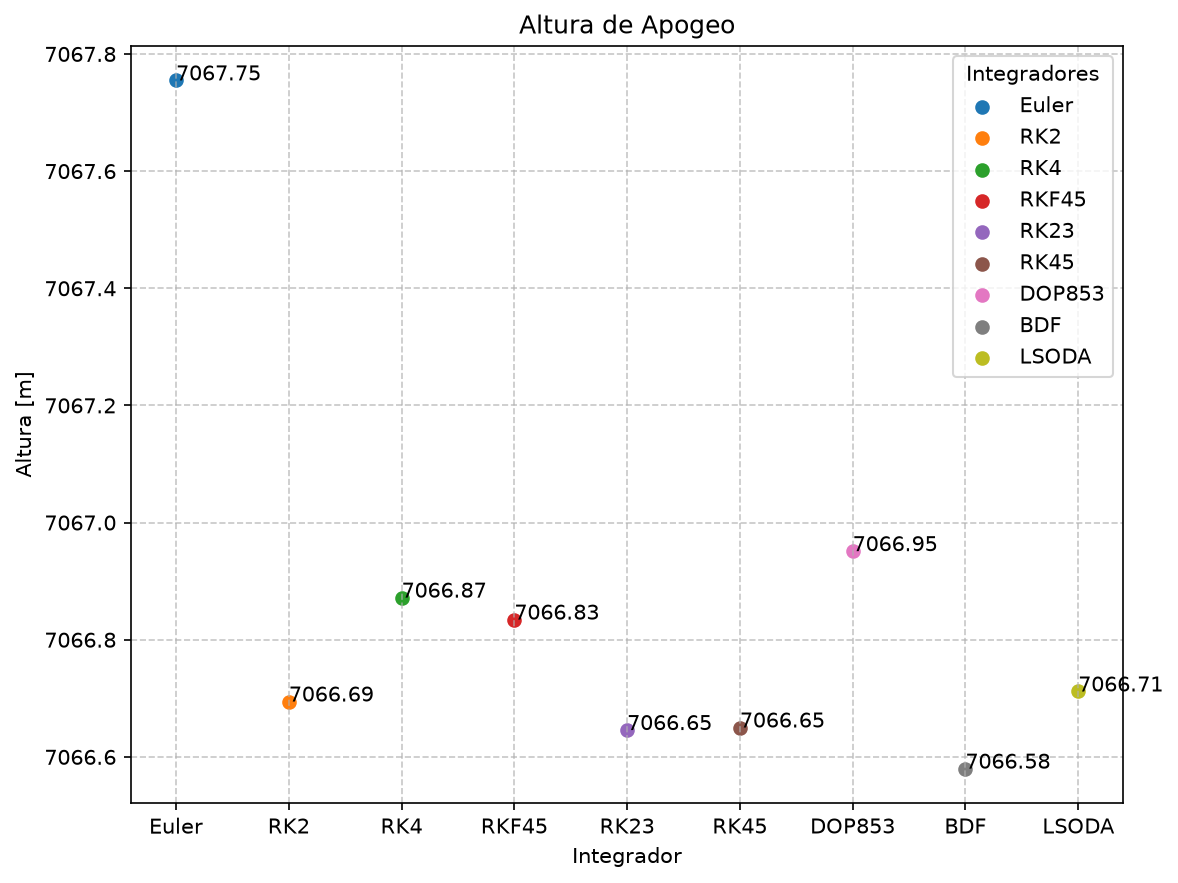 Altura de Apogeo
Altura [m]
7067.8
7067.6
7067.4
7067.2
7067.0
7066.8
7066.6
7067.75
7066.69
7066.87
7066.83
7066.65
7066.65
7066.95
7066.58
7066.71
Integradores
Euler
RK2
RK4
RKF45
RK23
RK45
DOP853
BDF
LSODA
Euler RK2 RK4 RKF45 RK23 RK45 DOP853 BDF LSODA
Integrador